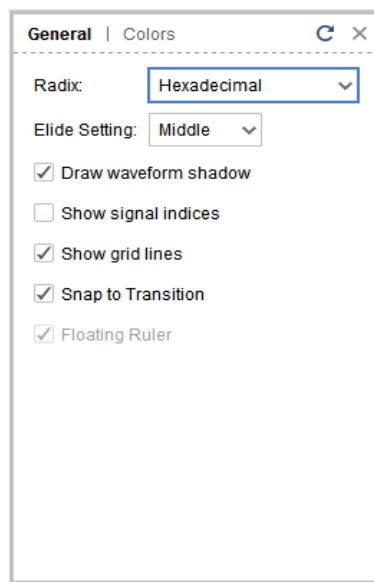 General | Colors
Radix: Hexadecimal
Elide Setting: Middle
Draw waveform shadow
Show signal indices
Show grid lines
Snap to Transition
Floating Ruler